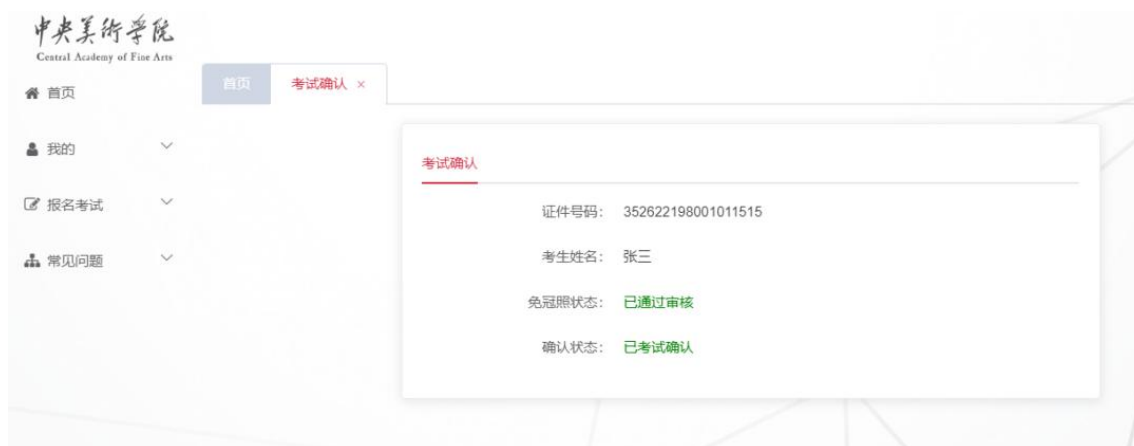 中央美術学院
Central Academy of Fine Arts
首页
我的
报名考试
常见问题
首页
考试确认 ×
考试确认
证件号码： 352622198001011515
考生姓名： 张三
免冠照状态： 已通过审核
确认状态： 已考试确认